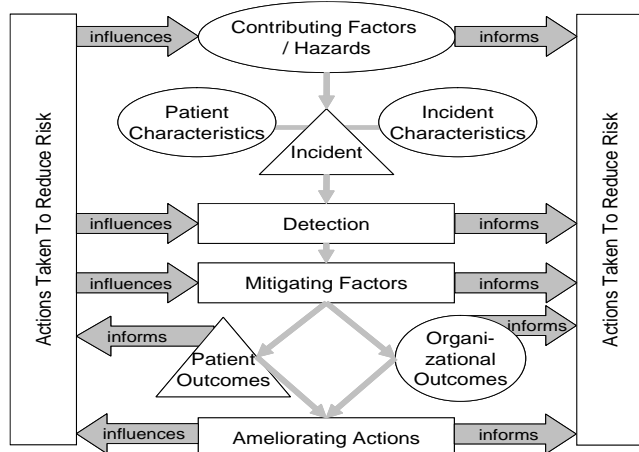 Actions Taken To Reduce Risk
influences
Contributing Factors
/ Hazards
informs
Patient
Characteristics
Incident
Characteristics
Incident
influences
Detection
informs
influences
Mitigating Factors
informs
informs
Patient
Outcomes
Organi-
zational
Outcomes
informs
influences
Ameliorating Actions
informs
Actions Taken To Reduce Risk